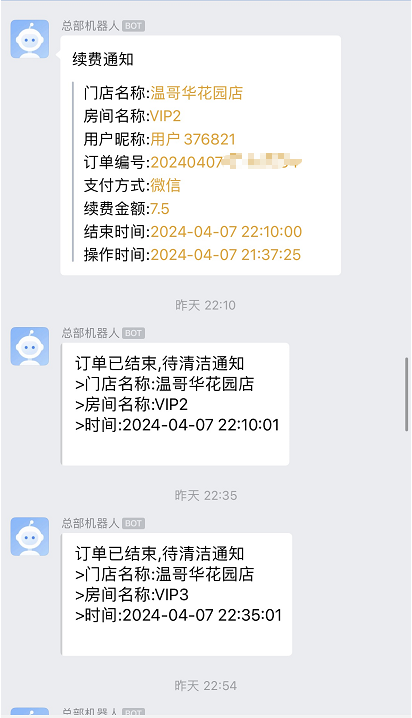 总部机器人 BOT
续费通知
门店名称:温哥华花园店
房间名称:VIP2
用户昵称:用户 376821
订单编号:20240407
支付方式:微信
续费金额:7.5
结束时间:2024-04-07 22:10:00
操作时间:2024-04-07 21:37:25
昨天 22:10
总部机器人 BOT
订单已结束,待清洁通知
>门店名称:温哥华花园店
>房间名称:VIP2
>时间:2024-04-07 22:10:01
昨天 22:35
总部机器人 BOT
订单已结束,待清洁通知
>门店名称:温哥华花园店
>房间名称:VIP3
>时间:2024-04-07 22:35:01
昨天 22:54
总部机器人 BOT